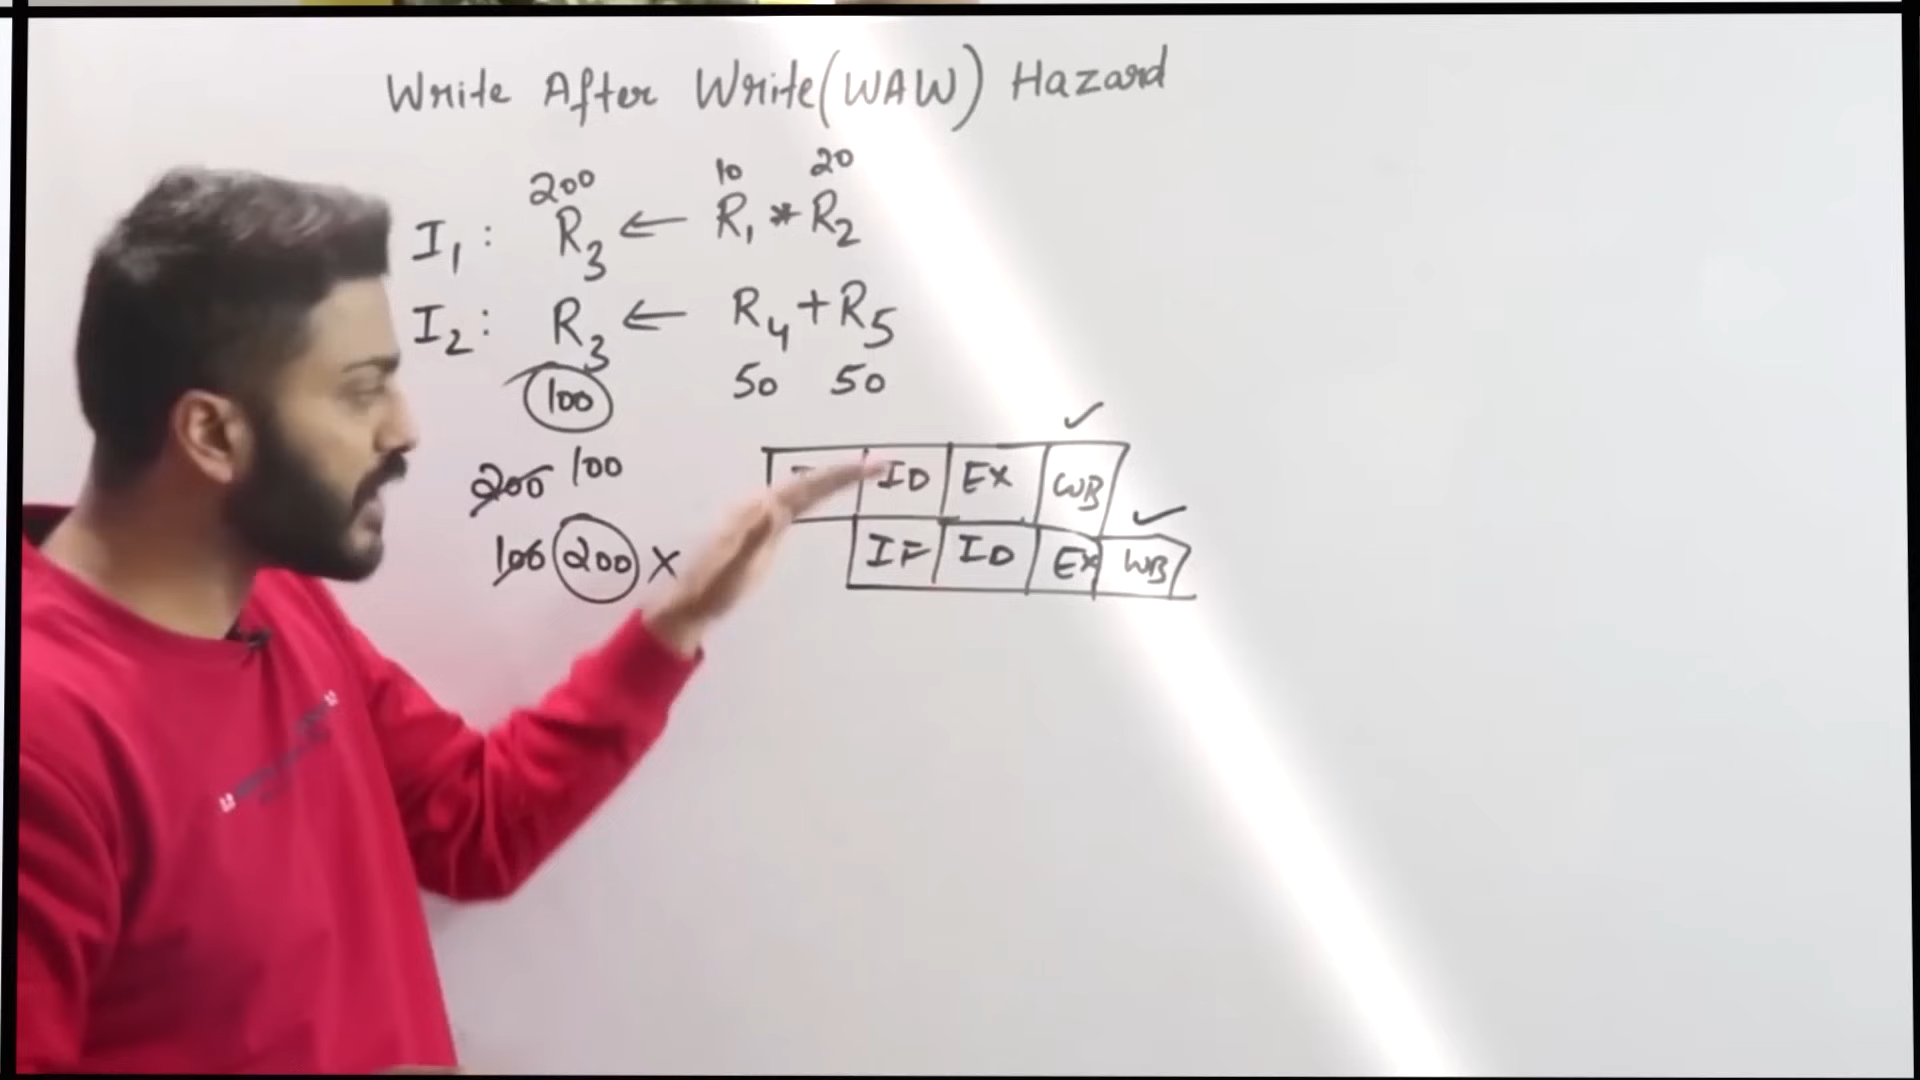 Write After Write(WAW) Hazard
200 10 20
I1: R3 ← R1 * R2
I2: R3 ← R4 + R5
100 50 50
200 100
100 200 X
ID EX WB
IF ID EX WB